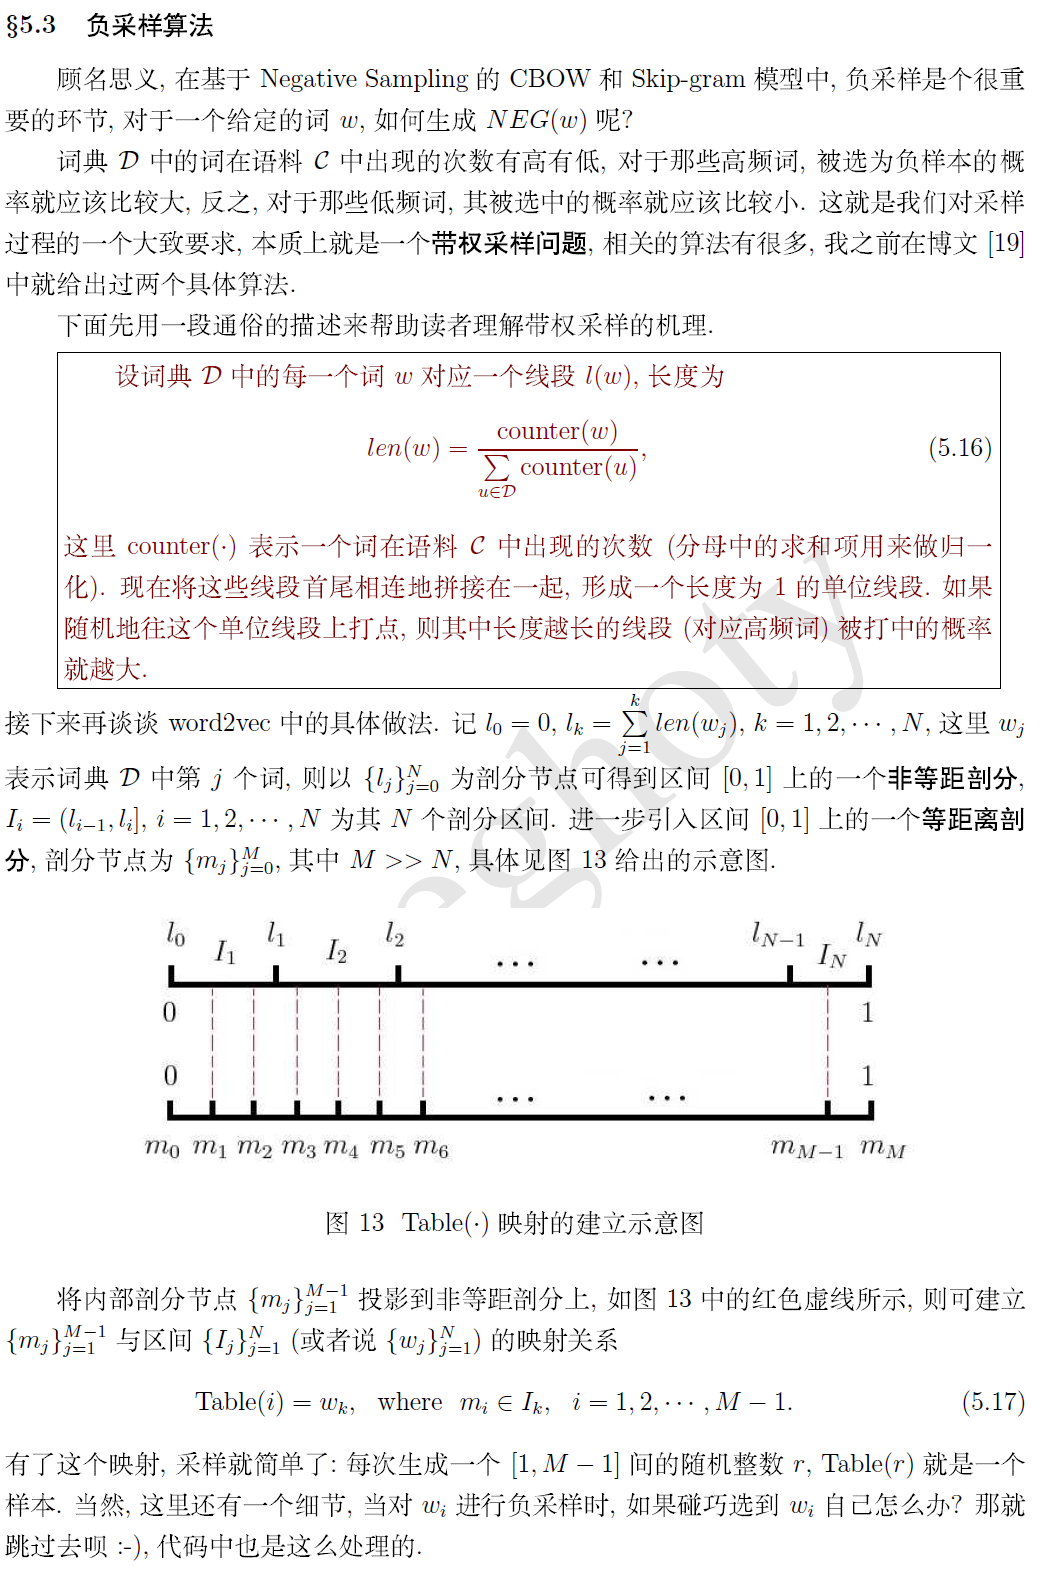 §5.3 负采样算法
顾名思义, 在基于 Negative Sampling 的 CBOW 和 Skip-gram 模型中, 负采样是个很重
要的环节, 对于一个给定的词 w, 如何生成 NEG(w) 呢?
词典 𝒟 中的词在语料 𝒞 中出现的次数有高有低, 对于那些高频词, 被选为负样本的概
率就应该比较大, 反之, 对于那些低频词, 其被选中的概率就应该比较小. 这就是我们对采样
过程的一个大致要求, 本质上就是一个带权采样问题, 相关的算法有很多, 我之前在博文 [19]
中就给出过两个具体算法.
下面先用一段通俗的描述来帮助读者理解带权采样的机理.
设词典 𝒟 中的每一个词 w 对应一个线段 l(w), 长度为
len(w) = counter(w) / ∑_{u∈𝒟} counter(u), (5.16)
这里 counter(·) 表示一个词在语料 𝒞 中出现的次数 (分母中的求和项用来做归一
化). 现在将这些线段首尾相连地拼接在一起, 形成一个长度为 1 的单位线段. 如果
随机地往这个单位线段上打点, 则其中长度越长的线段 (对应高频词) 被打中的概率
就越大.
接下来再谈谈 word2vec 中的具体做法. 记 l_0 = 0, l_k = ∑_{j=1}^{k} len(w_j), k = 1, 2, ··· , N, 这里 w_j
表示词典 𝒟 中第 j 个词, 则以 {l_j}_{j=0}^{N} 为剖分节点可得到区间 [0, 1] 上的一个非等距剖分,
I_i = (l_{i−1}, l_i], i = 1, 2, ··· , N 为其 N 个剖分区间. 进一步引入区间 [0, 1] 上的一个等距离剖
分, 剖分节点为 {m_j}_{j=0}^{M}, 其中 M >> N, 具体见图 13 给出的示意图.
l_0 I_1 l_1 I_2 l_2 ··· ··· l_{N−1} I_N l_N
0 1
0 1
··· ···
m_0 m_1 m_2 m_3 m_4 m_5 m_6 m_{M−1} m_M
图 13 Table(·) 映射的建立示意图
将内部剖分节点 {m_j}_{j=1}^{M−1} 投影到非等距剖分上, 如图 13 中的红色虚线所示, 则可建立
{m_j}_{j=1}^{M−1} 与区间 {I_j}_{j=1}^{N} (或者说 {w_j}_{j=1}^{N}) 的映射关系
Table(i) = w_k, where m_i ∈ I_k, i = 1, 2, ··· , M − 1. (5.17)
有了这个映射, 采样就简单了: 每次生成一个 [1, M − 1] 间的随机整数 r, Table(r) 就是一个
样本. 当然, 这里还有一个细节, 当对 w_i 进行负采样时, 如果碰巧选到 w_i 自己怎么办? 那就
跳过去呗 :-), 代码中也是这么处理的.